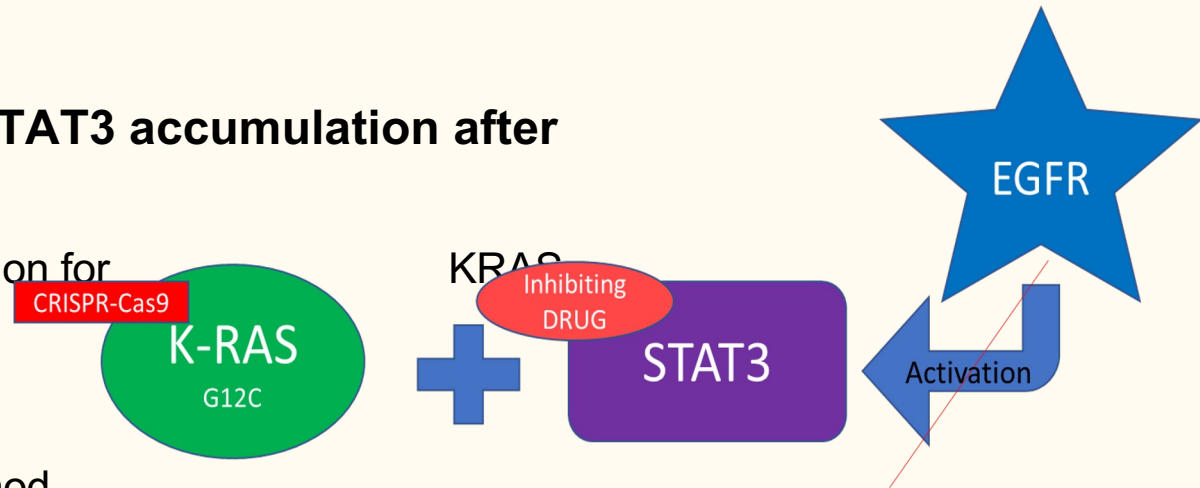 TAT3 accumulation after
EGFR
on for
KRAS
CRISPR-Cas9
K-RAS
G12C
Inhibiting
DRUG
STAT3
Activation